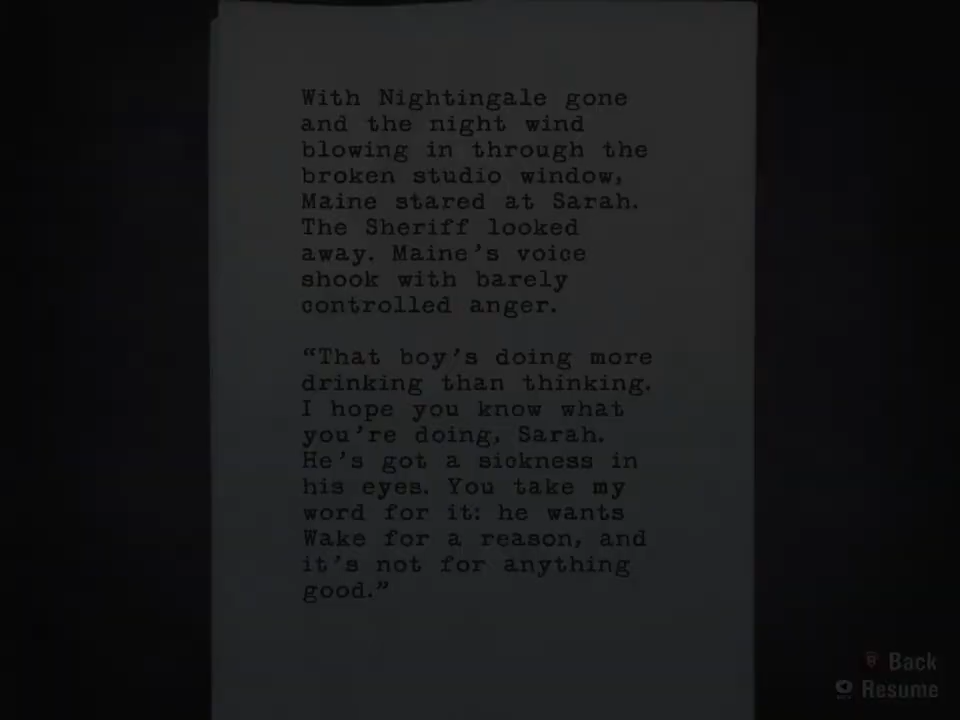 With Nightingale gone
and the night wind
blowing in through the
broken studio window,
Maine stared at Sarah.
The Sheriff looked
away. Maine's voice
shook with barely
controlled anger.
“That boy's doing more
drinking than thinking.
I hope you know what
you're doing, Sarah.
He's got a sickness in
his eyes. You take my
word for it: he wants
Wake for a reason, and
it's not for anything
good.”
Back
Resume